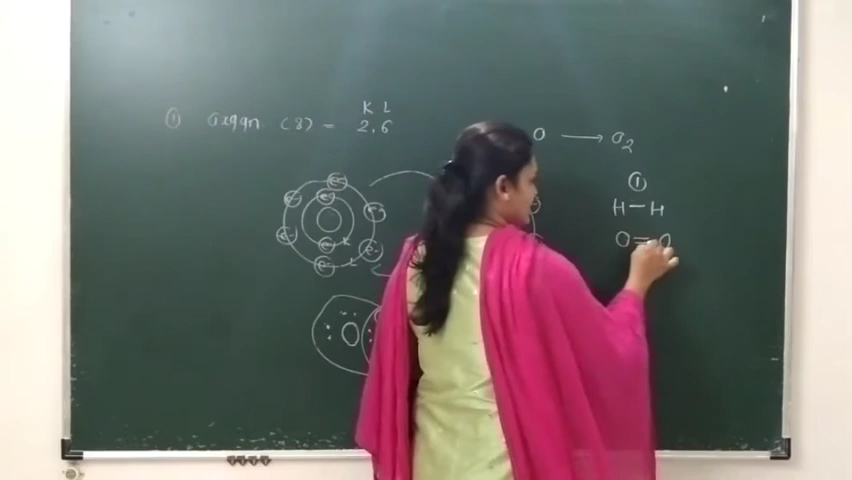 K L
① oxygn (8) = 2,6
O → O2
①
H-H
O=O
e- e- e- e- e- e- e- e-
K
L
O